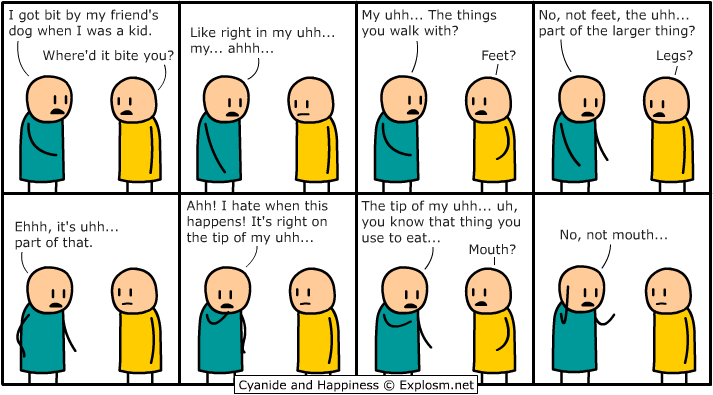 I got bit by my friend's
dog when I was a kid.
Where'd it bite you?
Like right in my uhh...
my... ahhh...
My uhh... The things
you walk with?
Feet?
No, not feet, the uhh...
part of the larger thing?
Legs?
Ehhh, it's uhh...
part of that.
Ahh! I hate when this
happens! It's right on
the tip of my uhh...
The tip of my uhh... uh,
you know that thing you
use to eat...
Mouth?
No, not mouth...
Cyanide and Happiness © Explosm.net